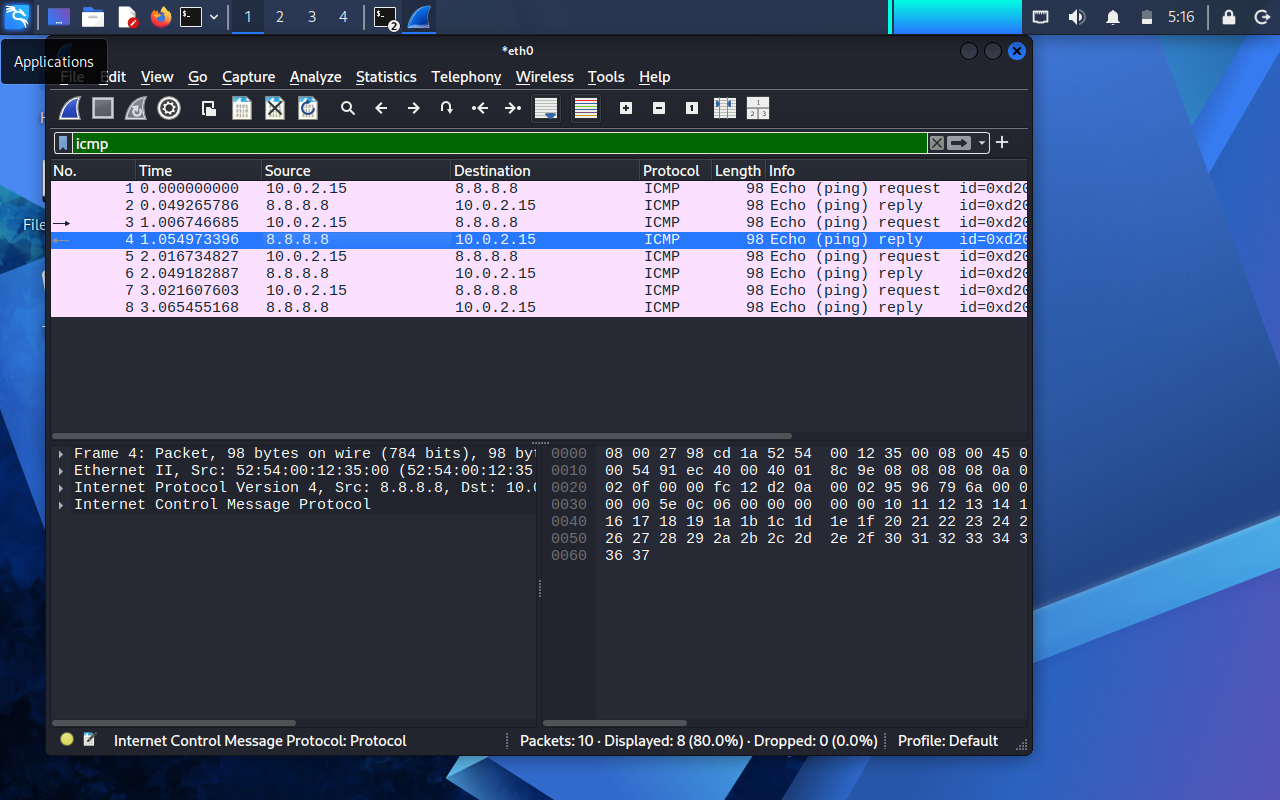 1 2 3 4 2 5:16
*eth0
Applications
File Edit View Go Capture Analyze Statistics Telephony Wireless Tools Help
icmp
No. Time Source Destination Protocol Length Info
1 0.000000000 10.0.2.15 8.8.8.8 ICMP 98 Echo (ping) request id=0xd20
2 0.049265786 8.8.8.8 10.0.2.15 ICMP 98 Echo (ping) reply id=0xd20
3 1.006746685 10.0.2.15 8.8.8.8 ICMP 98 Echo (ping) request id=0xd20
4 1.054973396 8.8.8.8 10.0.2.15 ICMP 98 Echo (ping) reply id=0xd20
5 2.016734827 10.0.2.15 8.8.8.8 ICMP 98 Echo (ping) request id=0xd20
6 2.049182887 8.8.8.8 10.0.2.15 ICMP 98 Echo (ping) reply id=0xd20
7 3.021607603 10.0.2.15 8.8.8.8 ICMP 98 Echo (ping) request id=0xd20
8 3.065455168 8.8.8.8 10.0.2.15 ICMP 98 Echo (ping) reply id=0xd20
File
Frame 4: Packet, 98 bytes on wire (784 bits), 98 byt
Ethernet II, Src: 52:54:00:12:35:00 (52:54:00:12:35
Internet Protocol Version 4, Src: 8.8.8.8, Dst: 10.0
Internet Control Message Protocol
0000 08 00 27 98 cd 1a 52 54 00 12 35 00 08 00 45 0
0010 00 54 91 ec 40 00 40 01 8c 9e 08 08 08 08 0a 0
0020 02 0f 00 00 fc 12 d2 0a 00 02 95 96 79 6a 00 0
0030 00 00 5e 0c 06 00 00 00 00 00 10 11 12 13 14 1
0040 16 17 18 19 1a 1b 1c 1d 1e 1f 20 21 22 23 24 2
0050 26 27 28 29 2a 2b 2c 2d 2e 2f 30 31 32 33 34 3
0060 36 37
Internet Control Message Protocol: Protocol Packets: 10 · Displayed: 8 (80.0%) · Dropped: 0 (0.0%) Profile: Default